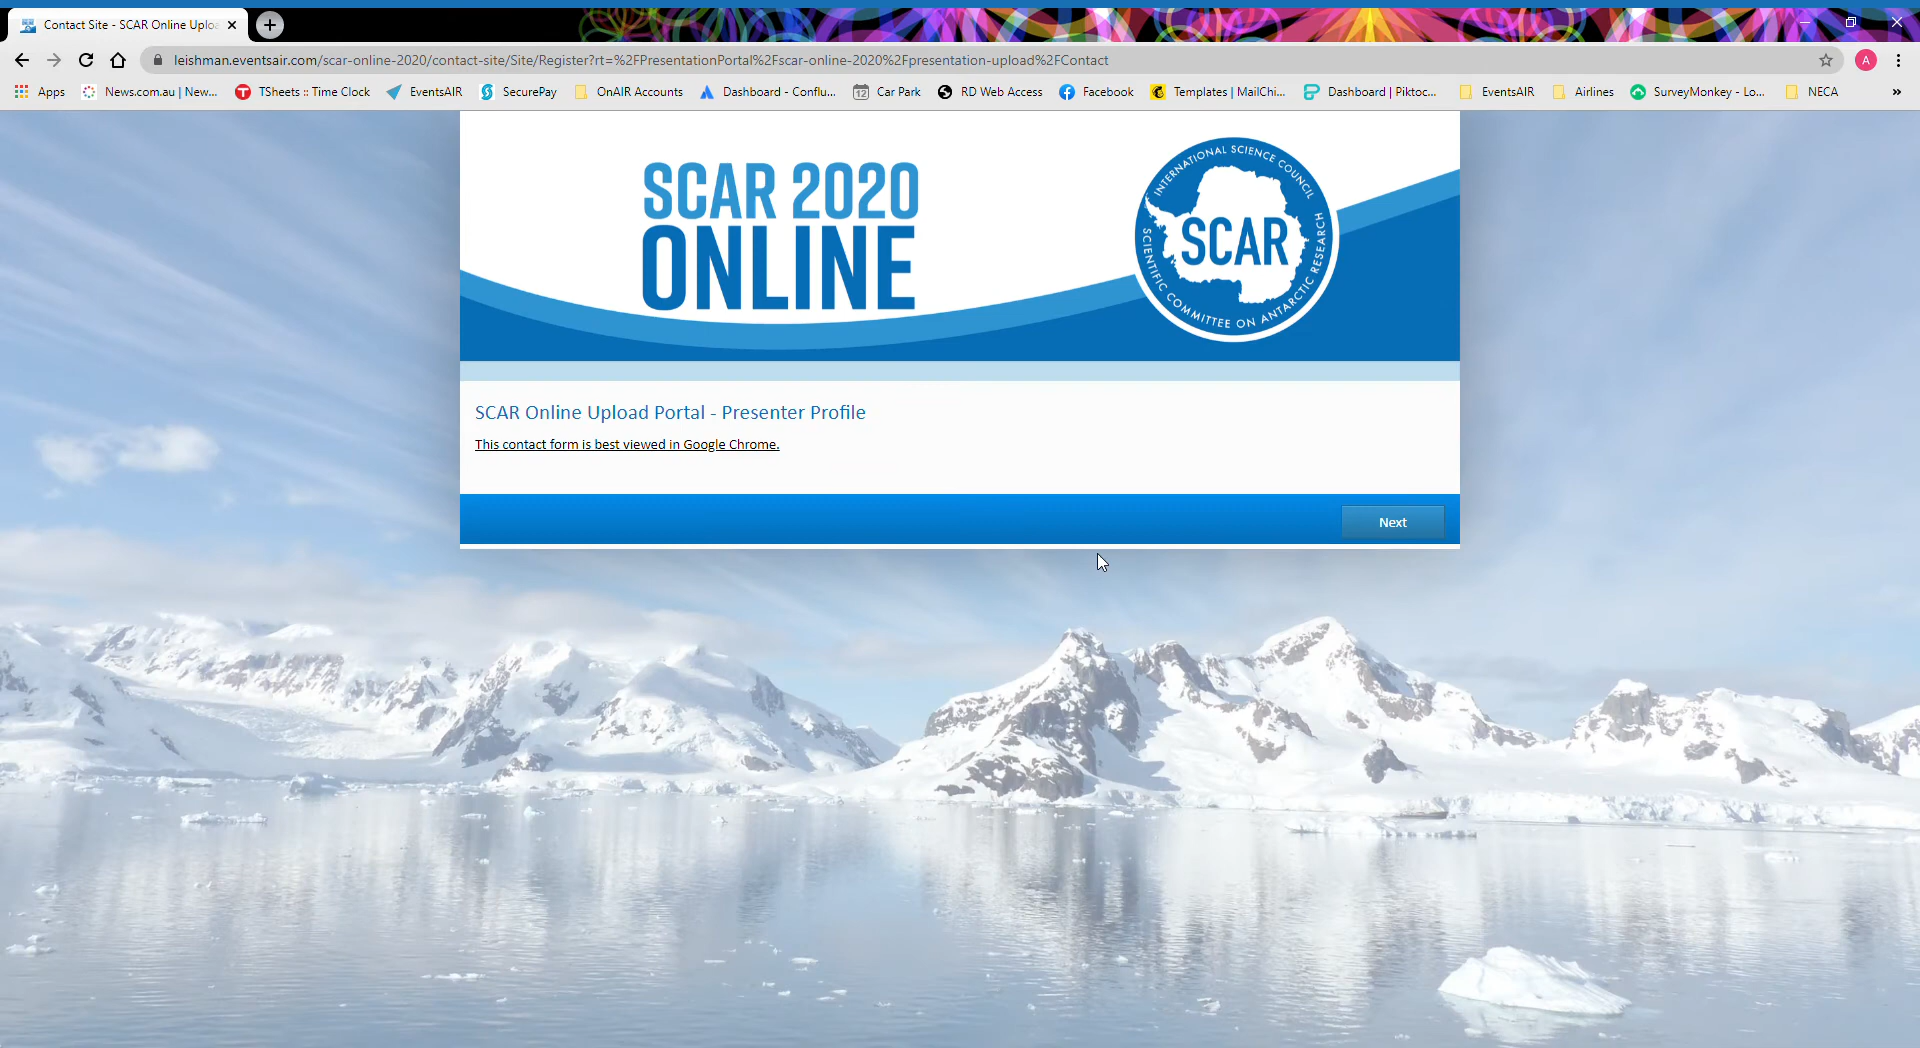 Contact Site - SCAR Online Uploa
leishman.eventsair.com/scar-online-2020/contact-site/Site/Register?rt=%2FPresentationPortal%2Fscar-online-2020%2Fpresentation-upload%2FContact
A
Apps News.com.au | New... TSheets :: Time Clock EventsAIR SecurePay OnAIR Accounts Dashboard - Conflu... 12 Car Park RD Web Access Facebook Templates | MailChi... Dashboard | Piktoc... EventsAIR Airlines SurveyMonkey - Lo... NECA »
SCAR 2020
ONLINE
INTERNATIONAL SCIENCE COUNCIL
SCAR
SCIENTIFIC COMMITTEE ON ANTARCTIC RESEARCH
SCAR Online Upload Portal - Presenter Profile
This contact form is best viewed in Google Chrome.
Next